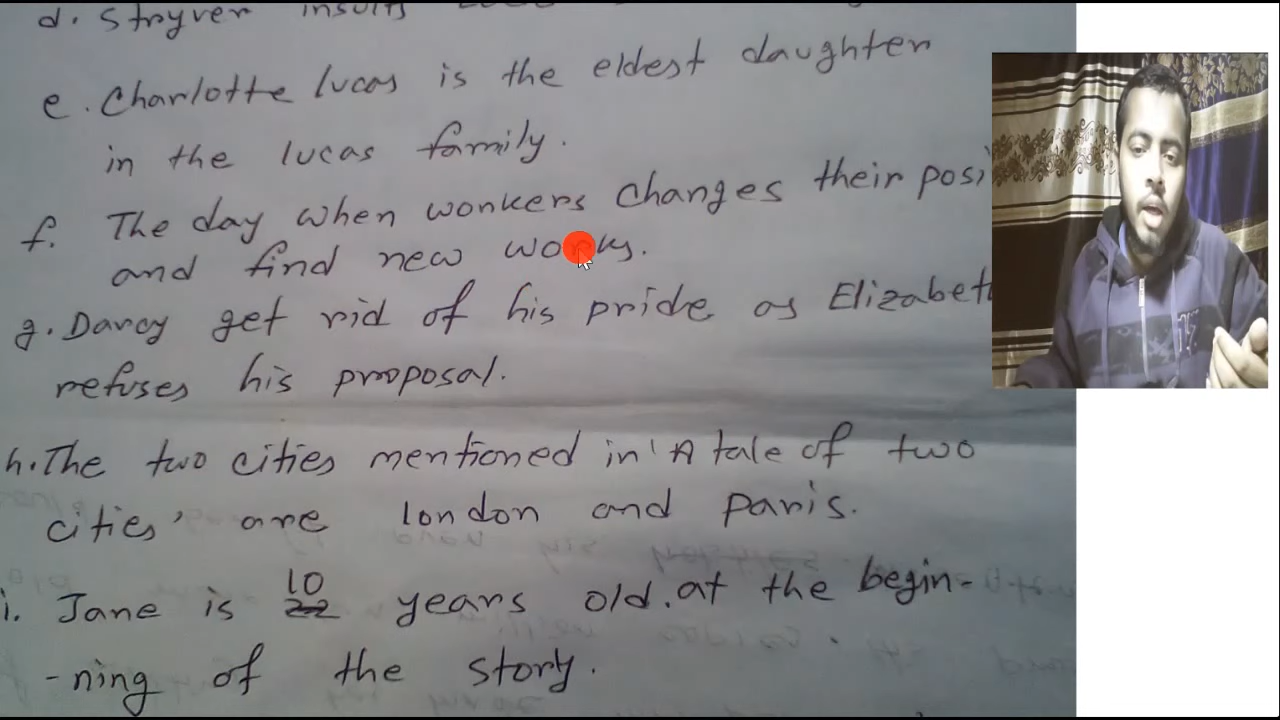 d. Stryver insults
e. Charlotte lucas is the eldest daughter
in the lucas family.
f. The day when workers changes their posi
and find new works.
g. Darcy get rid of his pride as Elizabeth
refuses his proposal.
h. The two cities mentioned in 'A tale of two
cities' are london and paris.
10
i. Jane is 22 years old. at the begin-
-ning of the story.